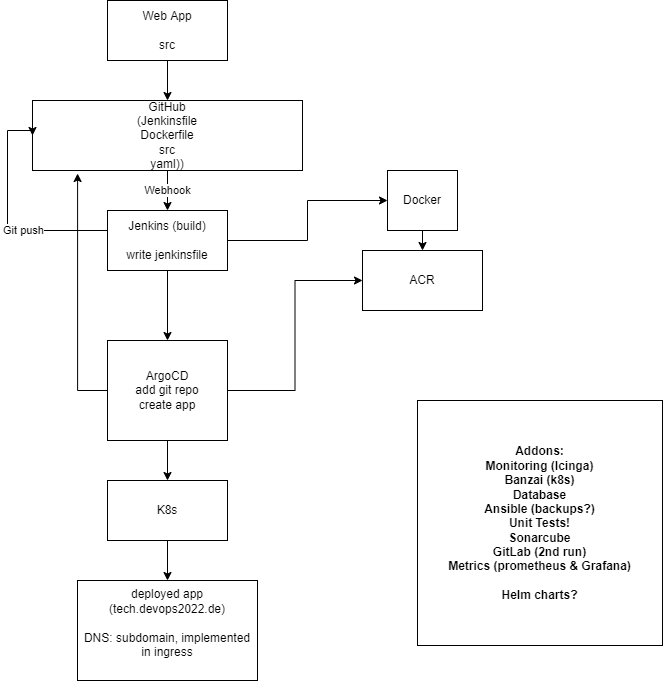 Web App
src
GitHub
(Jenkinsfile
Dockerfile
src
yaml))
Webhook
Docker
Git push
Jenkins (build)
write jenkinsfile
ACR
ArgoCD
add git repo
create app
Addons:
Monitoring (Icinga)
Banzai (k8s)
Database
Ansible (backups?)
Unit Tests!
Sonarcube
GitLab (2nd run)
Metrics (prometheus & Grafana)
Helm charts?
K8s
deployed app
(tech.devops2022.de)
DNS: subdomain, implemented
in ingress